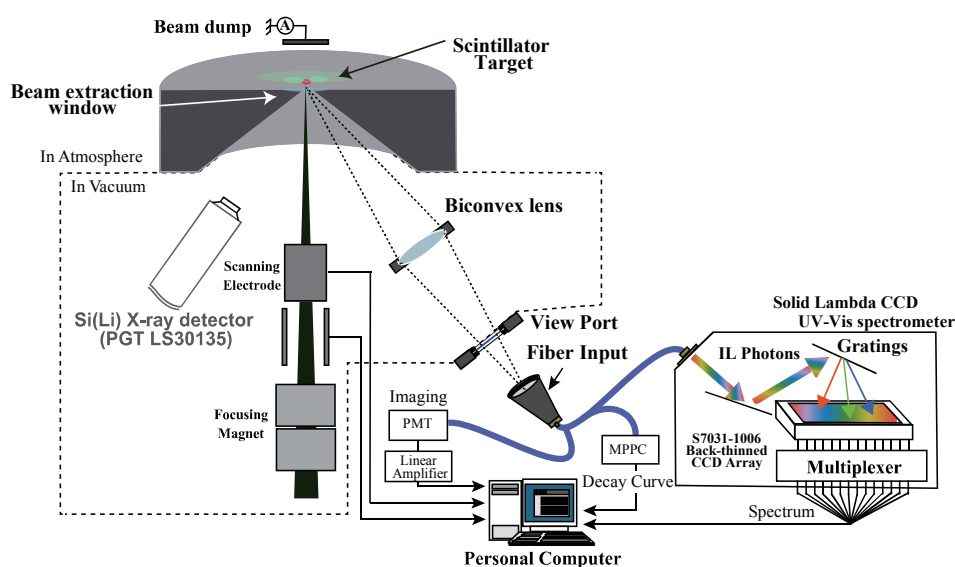 Beam dump
A
Scintillator
Target
Beam extraction
window
In Atmosphere
In Vacuum
Biconvex lens
Scanning
Electrode
Si(Li) X-ray detector
(PGT LS30135)
View Port
Fiber Input
Solid Lambda CCD
UV-Vis spectrometer
IL Photons
Gratings
Imaging
PMT
Focusing
Magnet
Linear
Amplifier
MPPC
Decay Curve
S7031-1006
Back-thinned
CCD Array
Multiplexer
Spectrum
Personal Computer